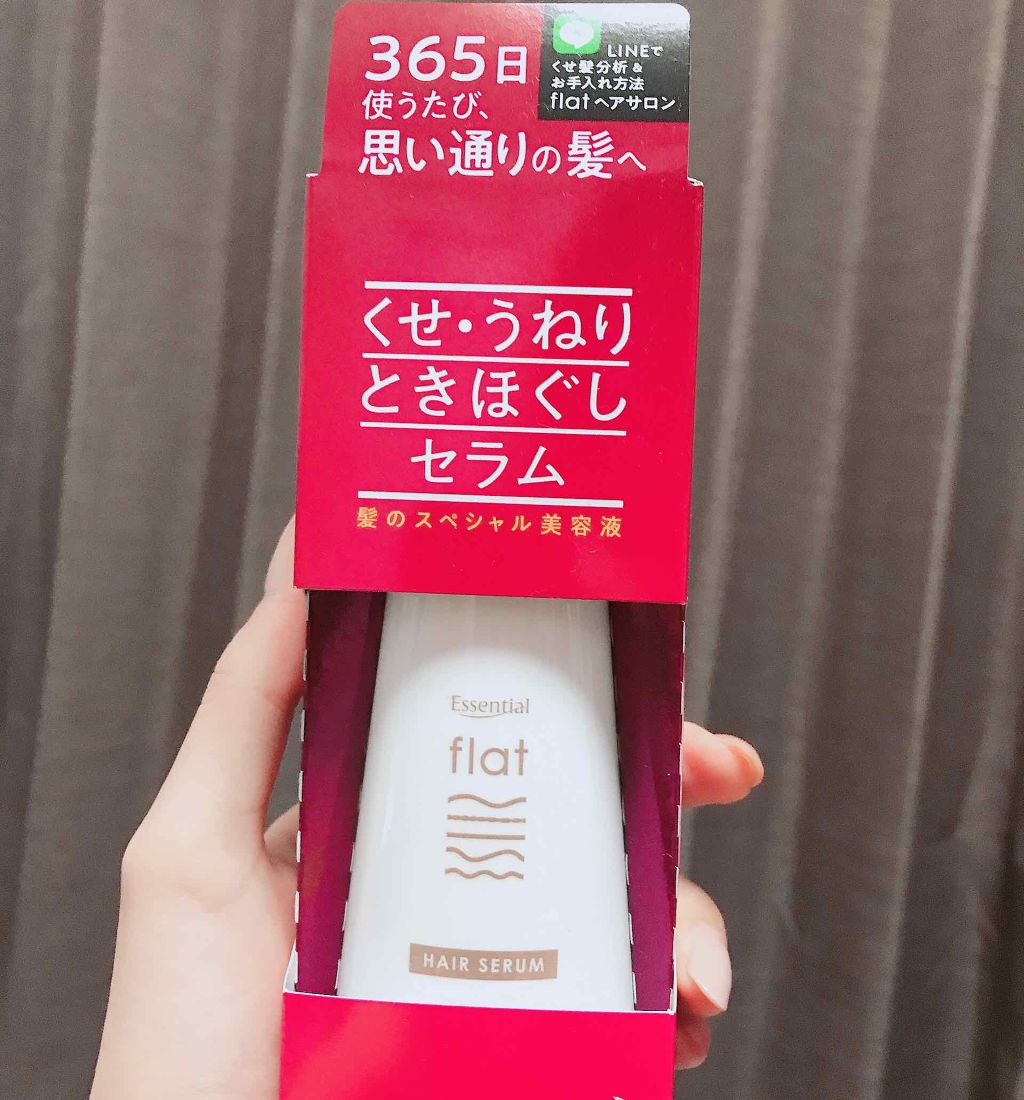 365日
使うたび、
思い通りの髪へ
LINEで
くせ髪分析&
お手入れ方法
flatヘアサロン
くせ・うねり
ときほぐし
セラム
髪のスペシャル美容液
Essential
flat
HAIR SERUM